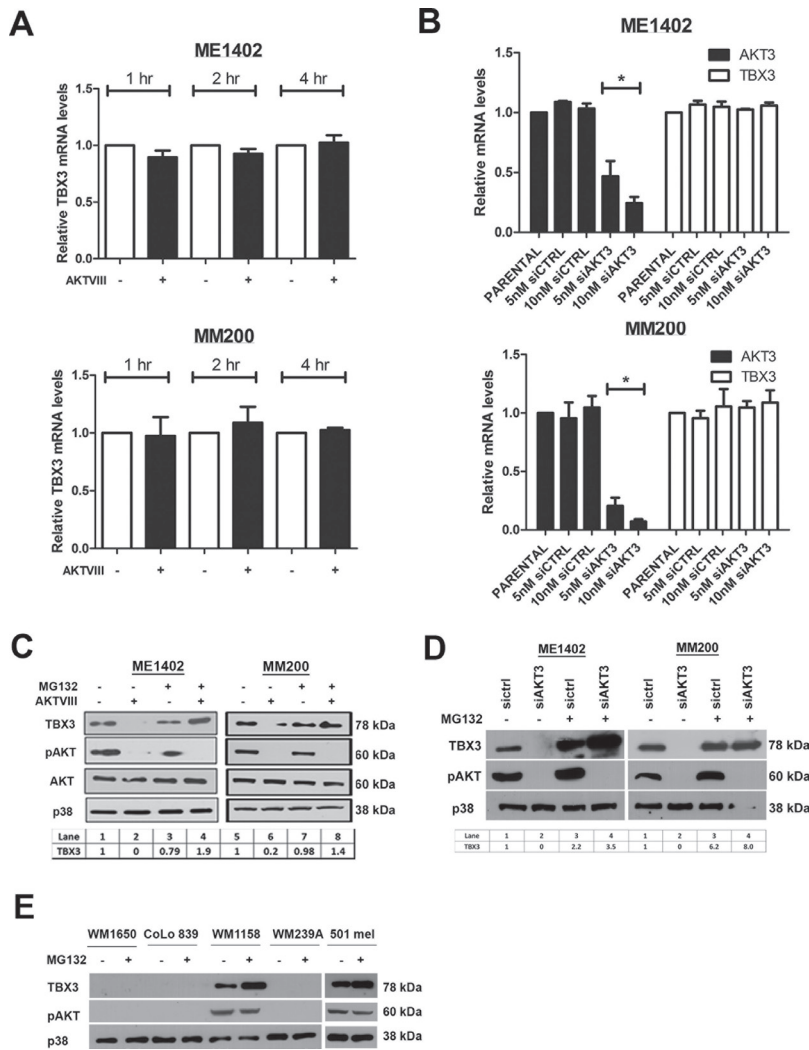 A
ME1402
1 hr 2 hr 4 hr
Relative TBX3 mRNA levels
1.5
1.0
0.5
0.0
AKTVIII - + - + - +
MM200
1 hr 2 hr 4 hr
Relative TBX3 mRNA levels
1.5
1.0
0.5
0.0
AKTVIII - + - + - +
B
ME1402
AKT3
TBX3
*
Relative mRNA levels
1.5
1.0
0.5
0.0
PARENTAL 5nM siCTRL 10nM siCTRL 5nM siAKT3 10nM siAKT3 PARENTAL 5nM siCTRL 10nM siCTRL 5nM siAKT3 10nM siAKT3
MM200
AKT3
TBX3
*
Relative mRNA levels
1.5
1.0
0.5
0.0
PARENTAL 5nM siCTRL 10nM siCTRL 5nM siAKT3 10nM siAKT3 PARENTAL 5nM siCTRL 10nM siCTRL 5nM siAKT3 10nM siAKT3
C
ME1402 MM200
MG132 - - + + - - + +
AKTVIII - + - + - + - +
TBX3 78 kDa
pAKT 60 kDa
AKT 60 kDa
p38 38 kDa
Lane 1 2 3 4 5 6 7 8
TBX3 1 0 0.79 1.9 1 0.2 0.98 1.4
D
ME1402 MM200
sictrl siAKT3 sictrl siAKT3 sictrl siAKT3 sictrl siAKT3
MG132 - - + + - - + +
TBX3 78 kDa
pAKT 60 kDa
p38 38 kDa
Lane 1 2 3 4 1 2 3 4
TBX3 1 0 2.2 3.5 1 0 6.2 8.0
E
WM1650 CoLo 839 WM1158 WM239A 501 mel
MG132 - + - + - + - + - +
TBX3 78 kDa
pAKT 60 kDa
p38 38 kDa